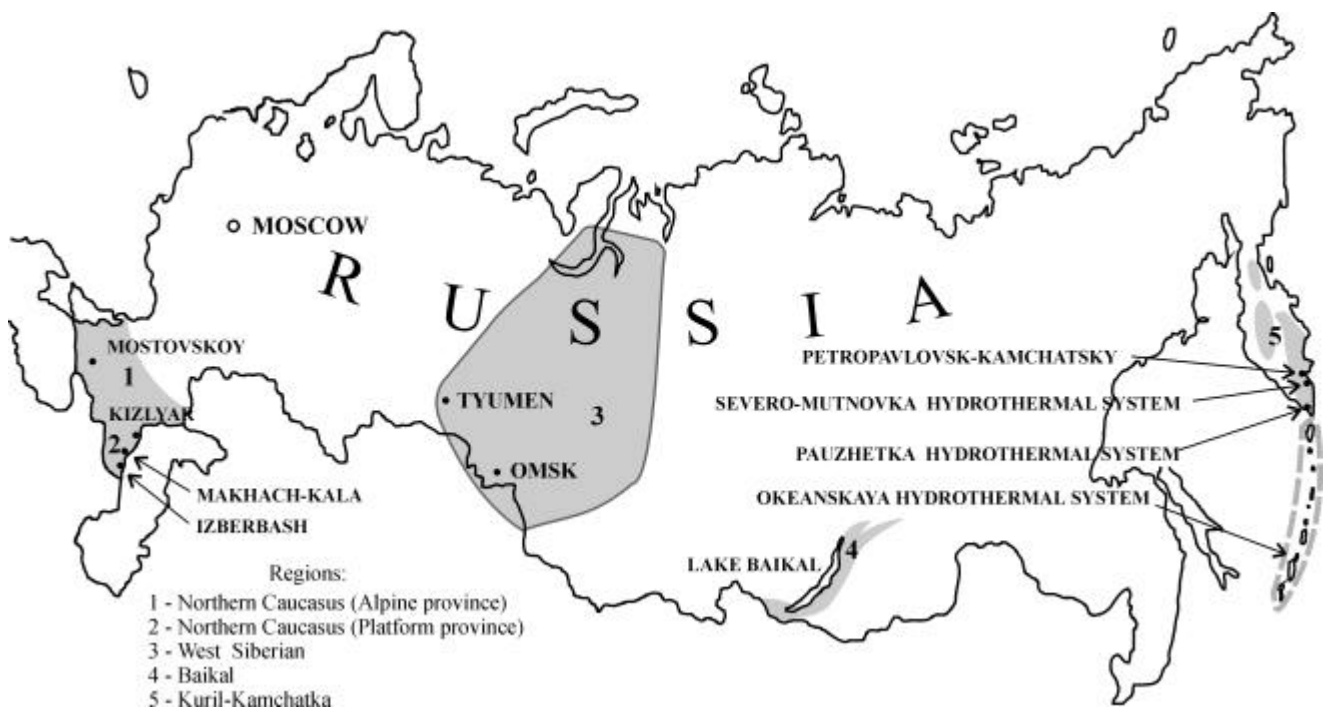 MOSCOW
R U S S I A
MOSTOVSKOY
1
KIZLYAR
2
MAKHACH-KALA
IZBERBASH
TYUMEN
3
OMSK
LAKE BAIKAL
4
5
PETROPAVLOVSK-KAMCHATSKY
SEVERO-MUTNOVKA HYDROTHERMAL SYSTEM
PAUZHETKA HYDROTHERMAL SYSTEM
OKEANSKAYA HYDROTHERMAL SYSTEM
Regions:
1 - Northern Caucasus (Alpine province)
2 - Northern Caucasus (Platform province)
3 - West Siberian
4 - Baikal
5 - Kuril-Kamchatka